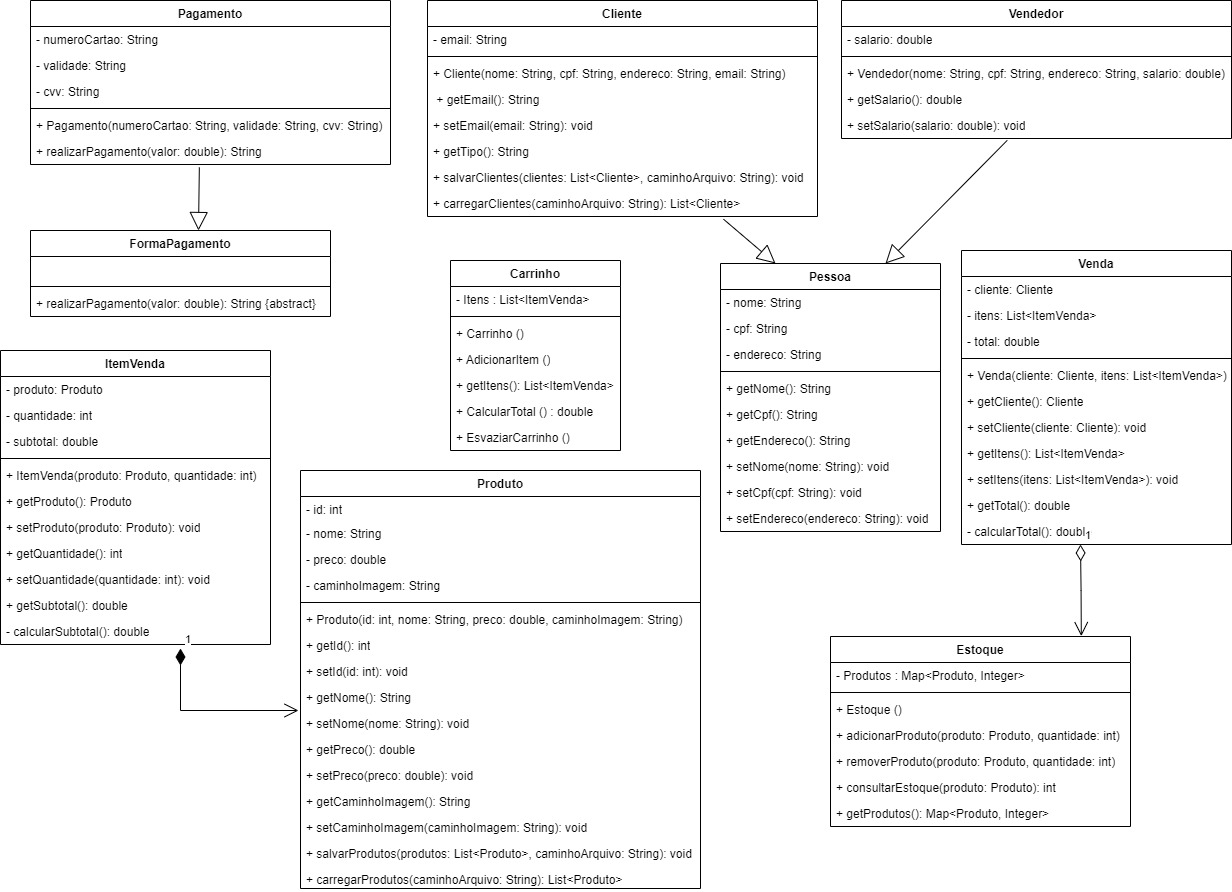 Pagamento
- numeroCartao: String
- validade: String
- cvv: String
+ Pagamento(numeroCartao: String, validade: String, cvv: String)
+ realizarPagamento(valor: double): String
Cliente
- email: String
+ Cliente(nome: String, cpf: String, endereco: String, email: String)
+ getEmail(): String
+ setEmail(email: String): void
+ getTipo(): String
+ salvarClientes(clientes: List<Cliente>, caminhoArquivo: String): void
+ carregarClientes(caminhoArquivo: String): List<Cliente>
Vendedor
- salario: double
+ Vendedor(nome: String, cpf: String, endereco: String, salario: double)
+ getSalario(): double
+ setSalario(salario: double): void
FormaPagamento
+ realizarPagamento(valor: double): String {abstract}
Carrinho
- Itens : List<ItemVenda>
+ Carrinho ()
+ AdicionarItem ()
+ getItens(): List<ItemVenda>
+ CalcularTotal () : double
+ EsvaziarCarrinho ()
Pessoa
- nome: String
- cpf: String
- endereco: String
+ getNome(): String
+ getCpf(): String
+ getEndereco(): String
+ setNome(nome: String): void
+ setCpf(cpf: String): void
+ setEndereco(endereco: String): void
Venda
- cliente: Cliente
- itens: List<ItemVenda>
- total: double
+ Venda(cliente: Cliente, itens: List<ItemVenda>)
+ getCliente(): Cliente
+ setCliente(cliente: Cliente): void
+ getItens(): List<ItemVenda>
+ setItens(itens: List<ItemVenda>): void
+ getTotal(): double
- calcularTotal(): doubl
1
ItemVenda
- produto: Produto
- quantidade: int
- subtotal: double
+ ItemVenda(produto: Produto, quantidade: int)
+ getProduto(): Produto
+ setProduto(produto: Produto): void
+ getQuantidade(): int
+ setQuantidade(quantidade: int): void
+ getSubtotal(): double
- calcularSubtotal(): double
1
Produto
- id: int
- nome: String
- preco: double
- caminhoImagem: String
+ Produto(id: int, nome: String, preco: double, caminhoImagem: String)
+ getId(): int
+ setId(id: int): void
+ getNome(): String
+ setNome(nome: String): void
+ getPreco(): double
+ setPreco(preco: double): void
+ getCaminhoImagem(): String
+ setCaminhoImagem(caminhoImagem: String): void
+ salvarProdutos(produtos: List<Produto>, caminhoArquivo: String): void
+ carregarProdutos(caminhoArquivo: String): List<Produto>
Estoque
- Produtos : Map<Produto, Integer>
+ Estoque ()
+ adicionarProduto(produto: Produto, quantidade: int)
+ removerProduto(produto: Produto, quantidade: int)
+ consultarEstoque(produto: Produto): int
+ getProdutos(): Map<Produto, Integer>